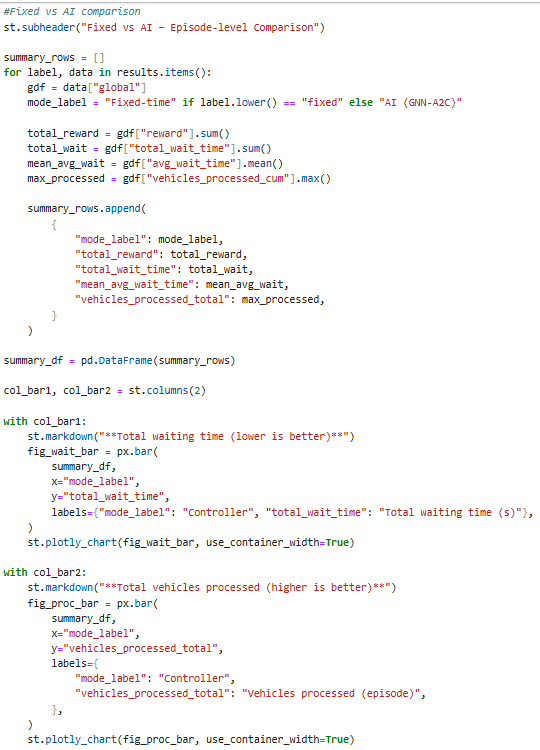 #Fixed vs AI comparison
st.subheader("Fixed vs AI – Episode-level Comparison")

summary_rows = []
for label, data in results.items():
    gdf = data["global"]
    mode_label = "Fixed-time" if label.lower() == "fixed" else "AI (GNN-A2C)"

    total_reward = gdf["reward"].sum()
    total_wait = gdf["total_wait_time"].sum()
    mean_avg_wait = gdf["avg_wait_time"].mean()
    max_processed = gdf["vehicles_processed_cum"].max()

    summary_rows.append(
        {
            "mode_label": mode_label,
            "total_reward": total_reward,
            "total_wait_time": total_wait,
            "mean_avg_wait_time": mean_avg_wait,
            "vehicles_processed_total": max_processed,
        }
    )

summary_df = pd.DataFrame(summary_rows)

col_bar1, col_bar2 = st.columns(2)

with col_bar1:
    st.markdown("**Total waiting time (lower is better)**")
    fig_wait_bar = px.bar(
        summary_df,
        x="mode_label",
        y="total_wait_time",
        labels={"mode_label": "Controller", "total_wait_time": "Total waiting time (s)"},
    )
    st.plotly_chart(fig_wait_bar, use_container_width=True)

with col_bar2:
    st.markdown("**Total vehicles processed (higher is better)**")
    fig_proc_bar = px.bar(
        summary_df,
        x="mode_label",
        y="vehicles_processed_total",
        labels={
            "mode_label": "Controller",
            "vehicles_processed_total": "Vehicles processed (episode)",
        },
    )
    st.plotly_chart(fig_proc_bar, use_container_width=True)